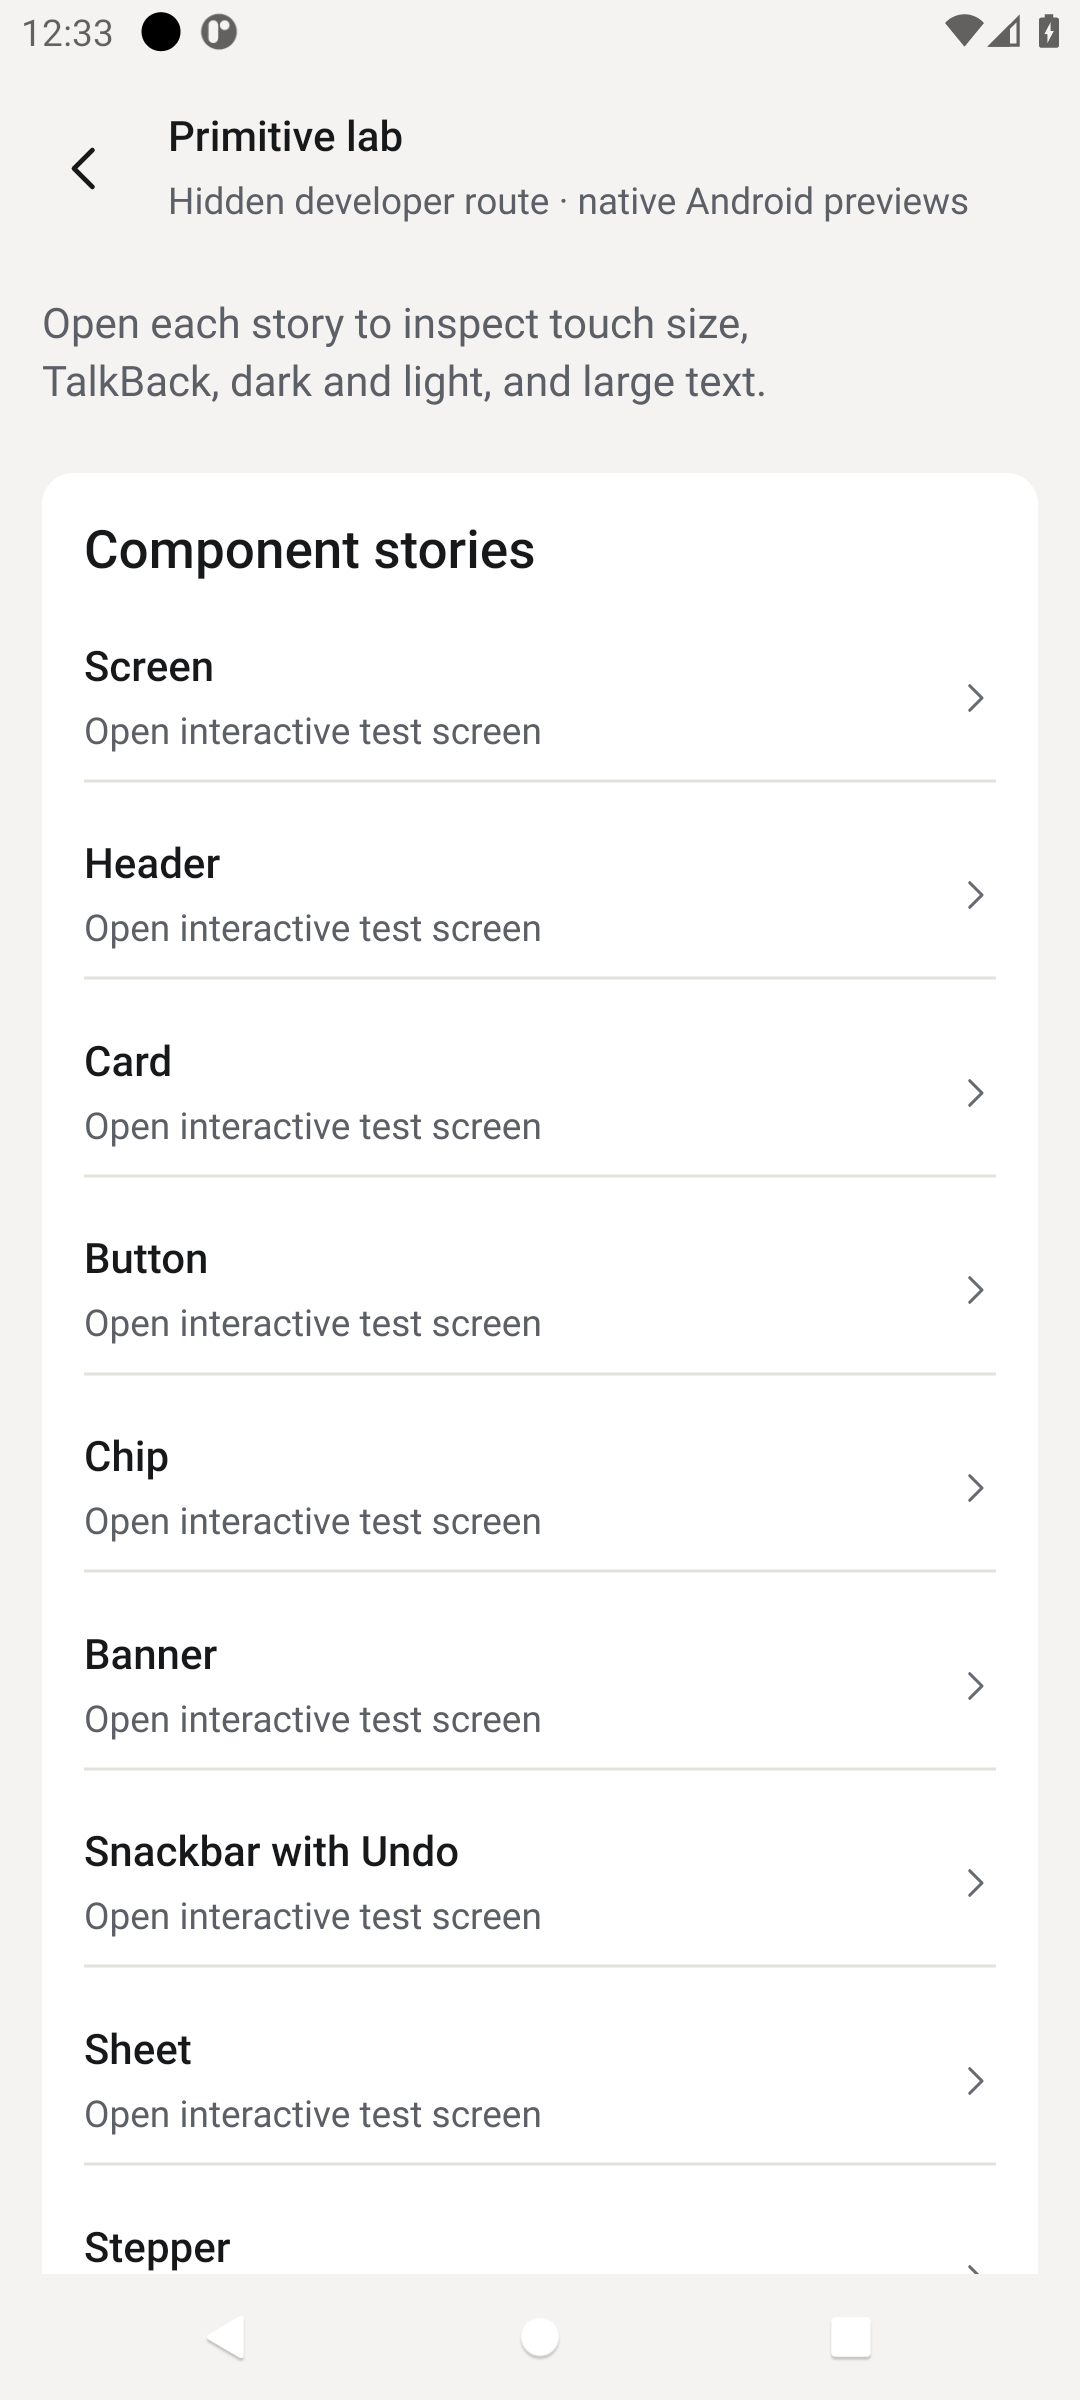 12:33
Primitive lab
Hidden developer route · native Android previews
Open each story to inspect touch size,
TalkBack, dark and light, and large text.
Component stories
Screen
Open interactive test screen
Header
Open interactive test screen
Card
Open interactive test screen
Button
Open interactive test screen
Chip
Open interactive test screen
Banner
Open interactive test screen
Snackbar with Undo
Open interactive test screen
Sheet
Open interactive test screen
Stepper